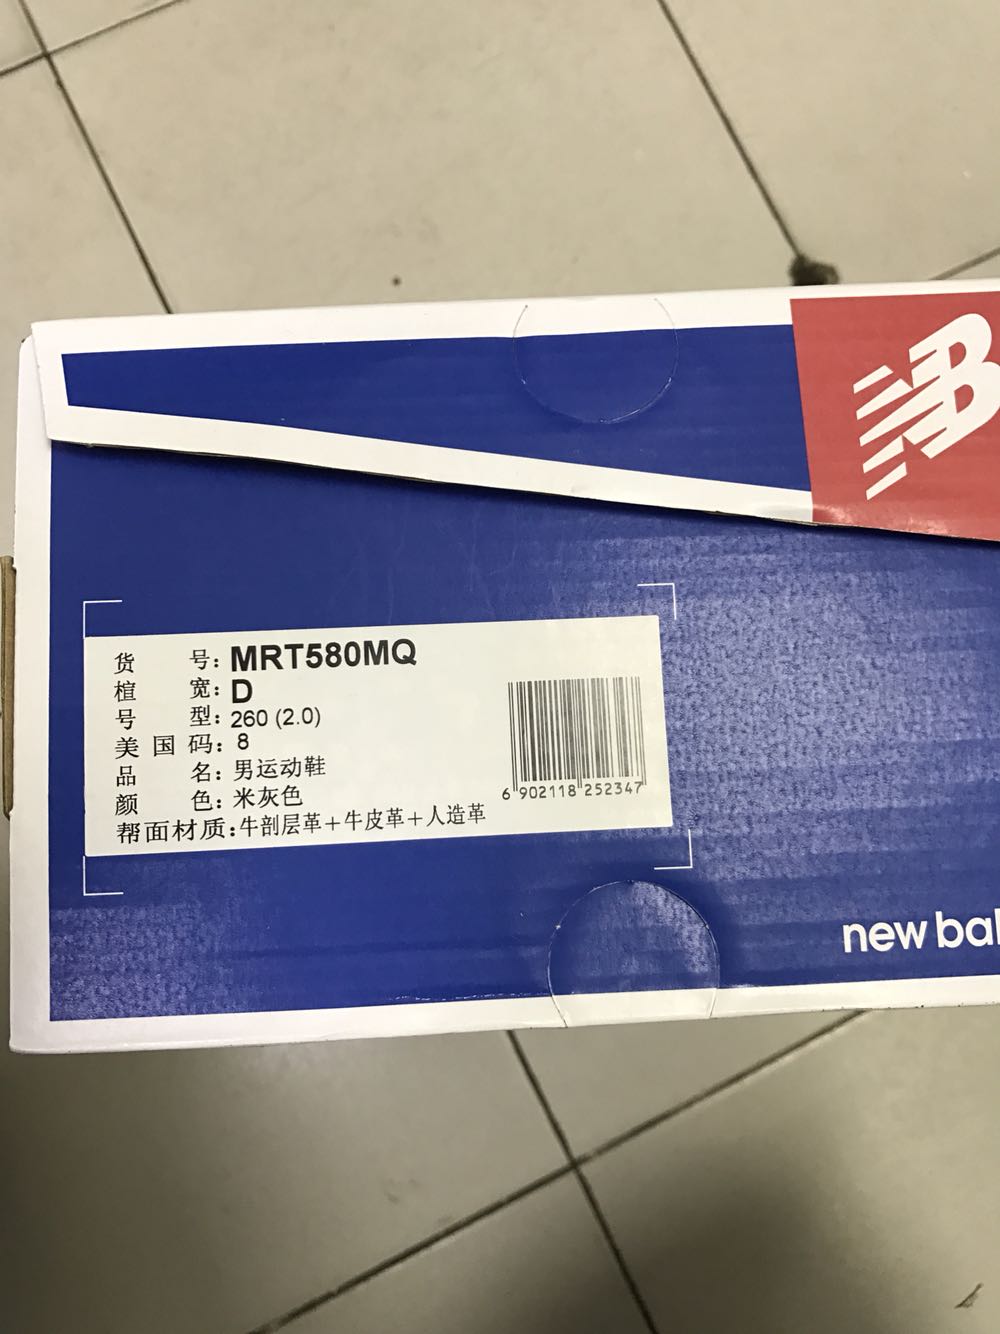 NB
货号：MRT580MQ
楦宽：D
号型：260 (2.0)
美国码：8
品名：男运动鞋
颜色：米灰色
帮面材质：牛剖层革＋牛皮革＋人造革
6 902118 252347
new bal